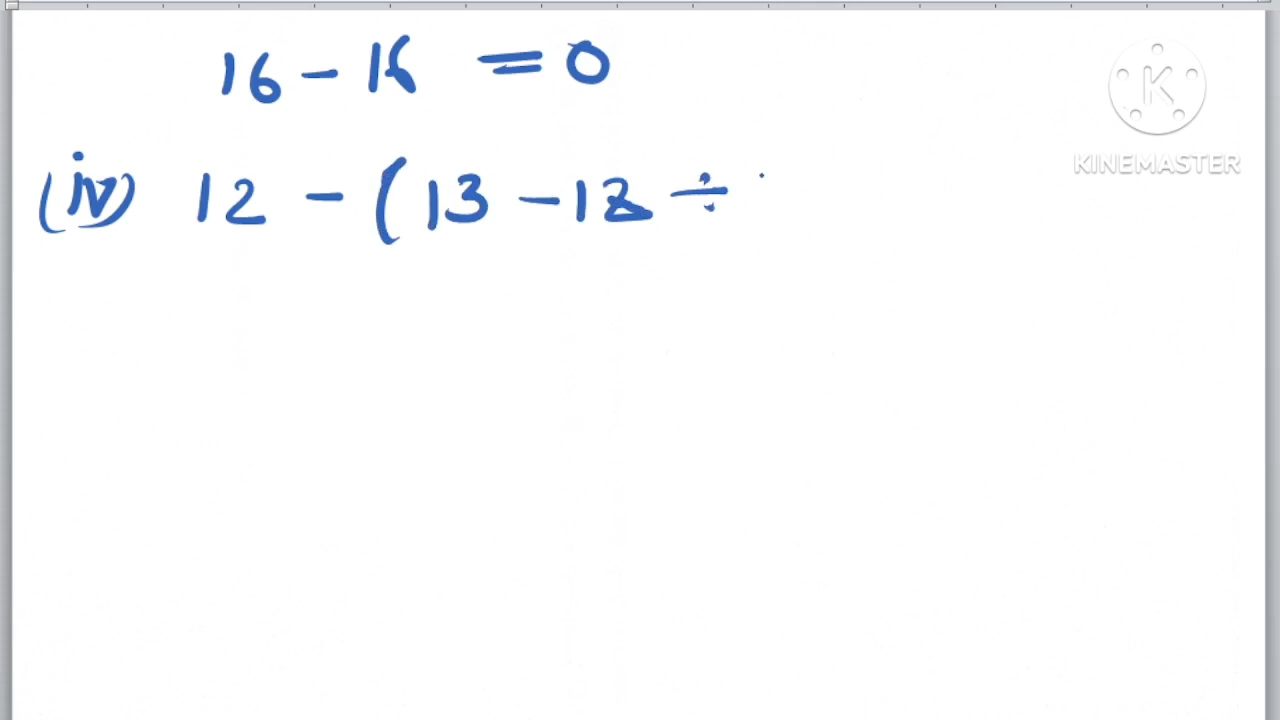 16 - 16 = 0
(iv) 12 - (13 - 12 ÷
K
KINEMASTER